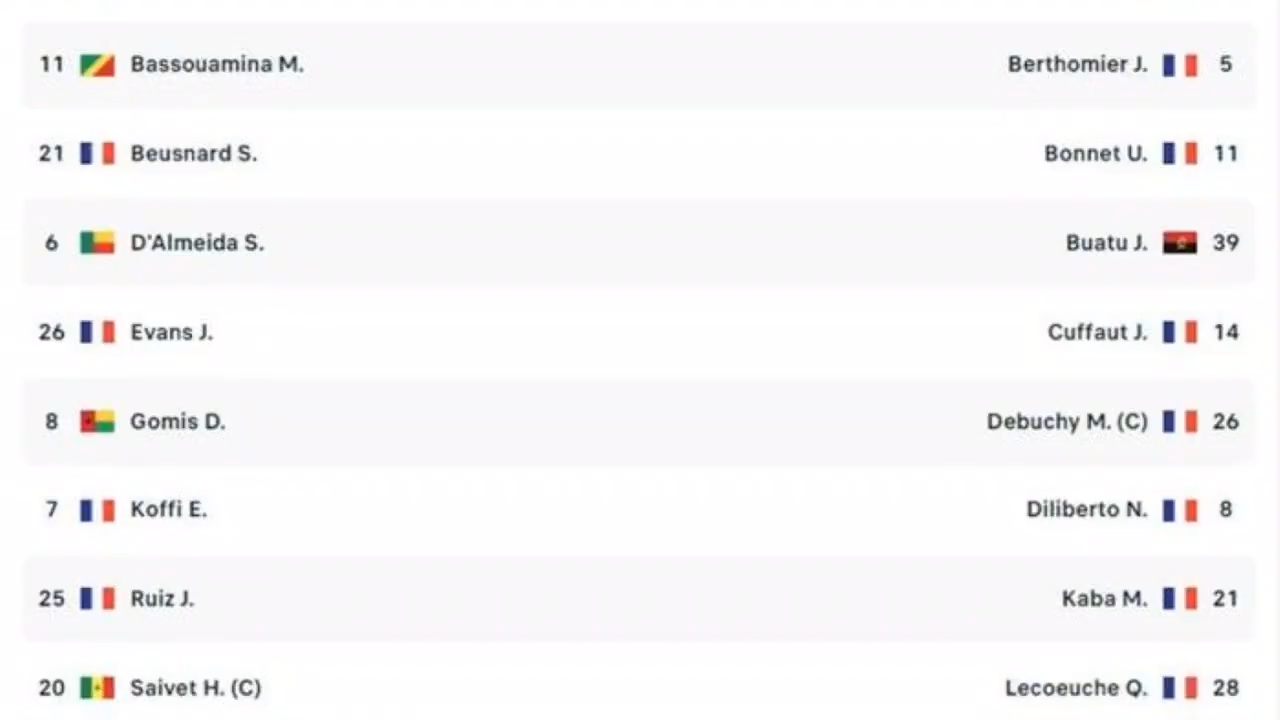 11 Bassouamina M. Berthomier J. 5
21 Beusnard S. Bonnet U. 11
6 D'Almeida S. Buatu J. 39
26 Evans J. Cuffaut J. 14
8 Gomis D. Debuchy M. (C) 26
7 Koffi E. Diliberto N. 8
25 Ruiz J. Kaba M. 21
20 Saivet H. (C) Lecoeuche Q. 28